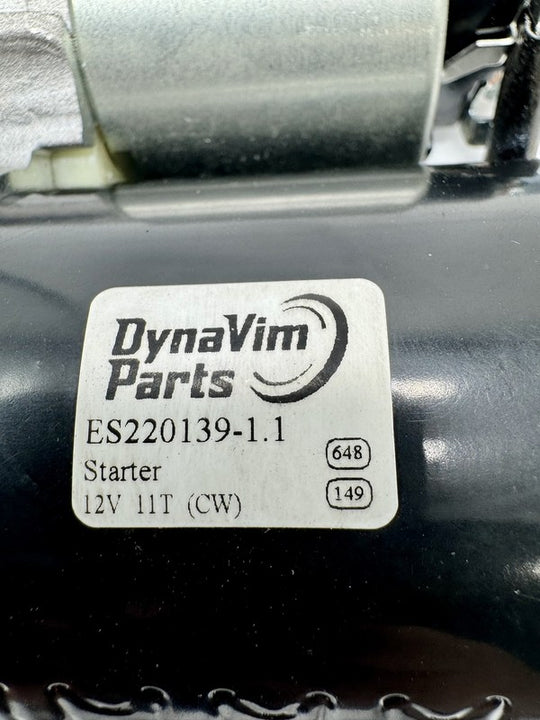 DynaVim
Parts
ES220139-1.1
Starter
12V 11T (CW)
648
149